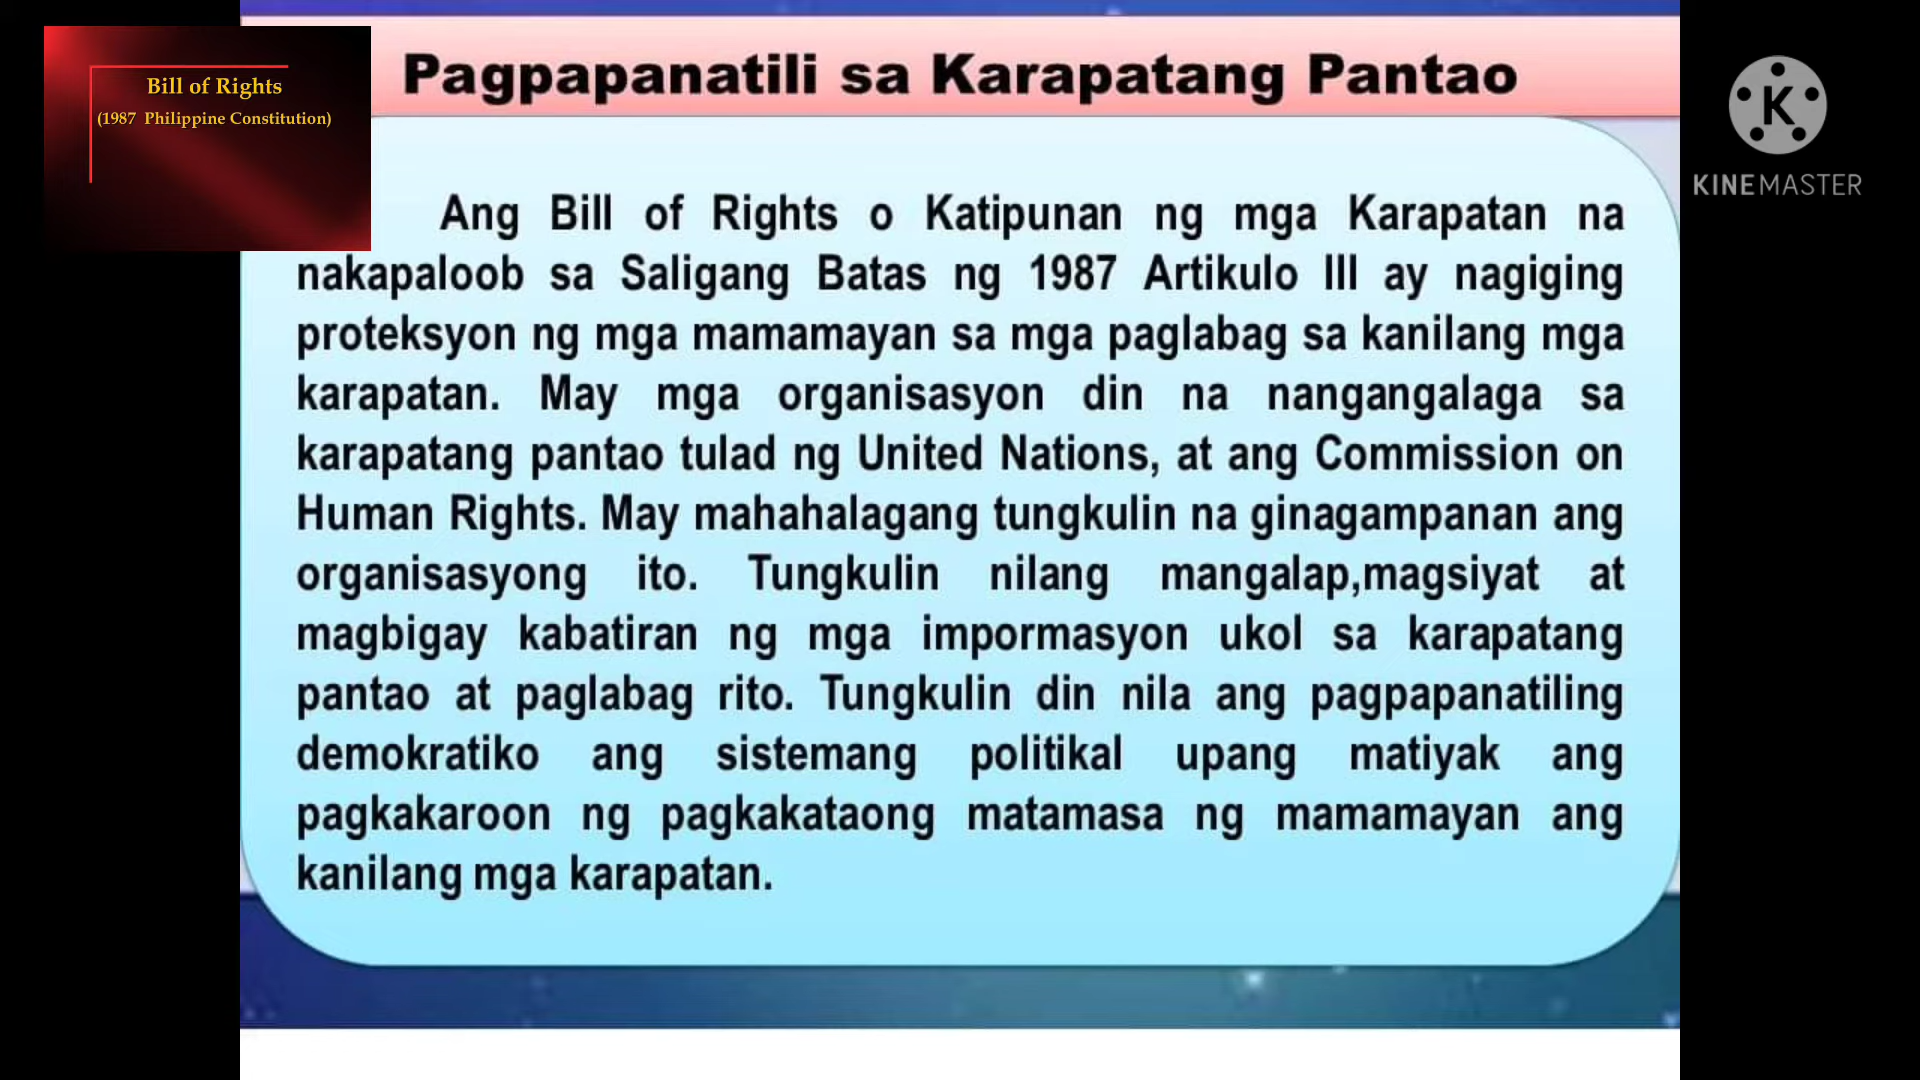 Bill of Rights
(1987 Philippine Constitution)
Pagpapanatili sa Karapatang Pantao
KINEMASTER
Ang Bill of Rights o Katipunan ng mga Karapatan na
nakapaloob sa Saligang Batas ng 1987 Artikulo III ay nagiging
proteksyon ng mga mamamayan sa mga paglabag sa kanilang mga
karapatan. May mga organisasyon din na nangangalaga sa
karapatang pantao tulad ng United Nations, at ang Commission on
Human Rights. May mahahalagang tungkulin na ginagampanan ang
organisasyong ito. Tungkulin nilang mangalap,magsiyat at
magbigay kabatiran ng mga impormasyon ukol sa karapatang
pantao at paglabag rito. Tungkulin din nila ang pagpapanatiling
demokratiko ang sistemang politikal upang matiyak ang
pagkakaroon ng pagkakataong matamasa ng mamamayan ang
kanilang mga karapatan.